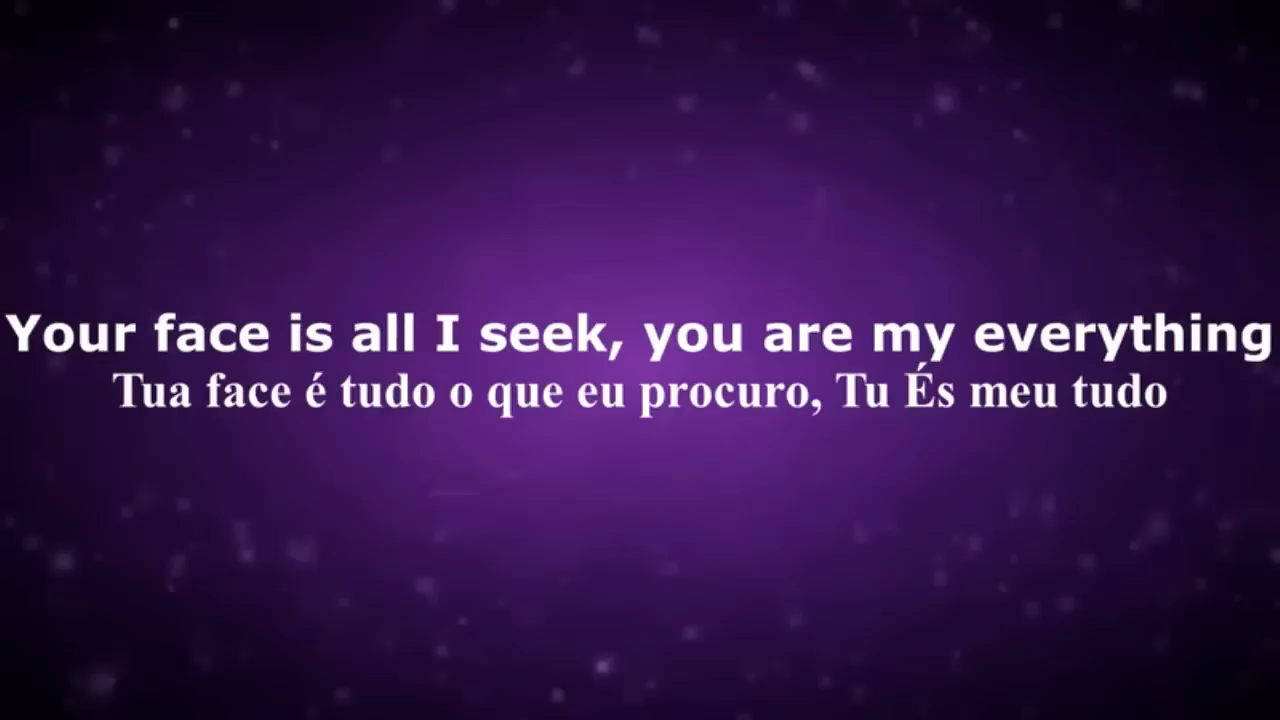 Your face is all I seek, you are my everything
Tua face é tudo o que eu procuro, Tu És meu tudo